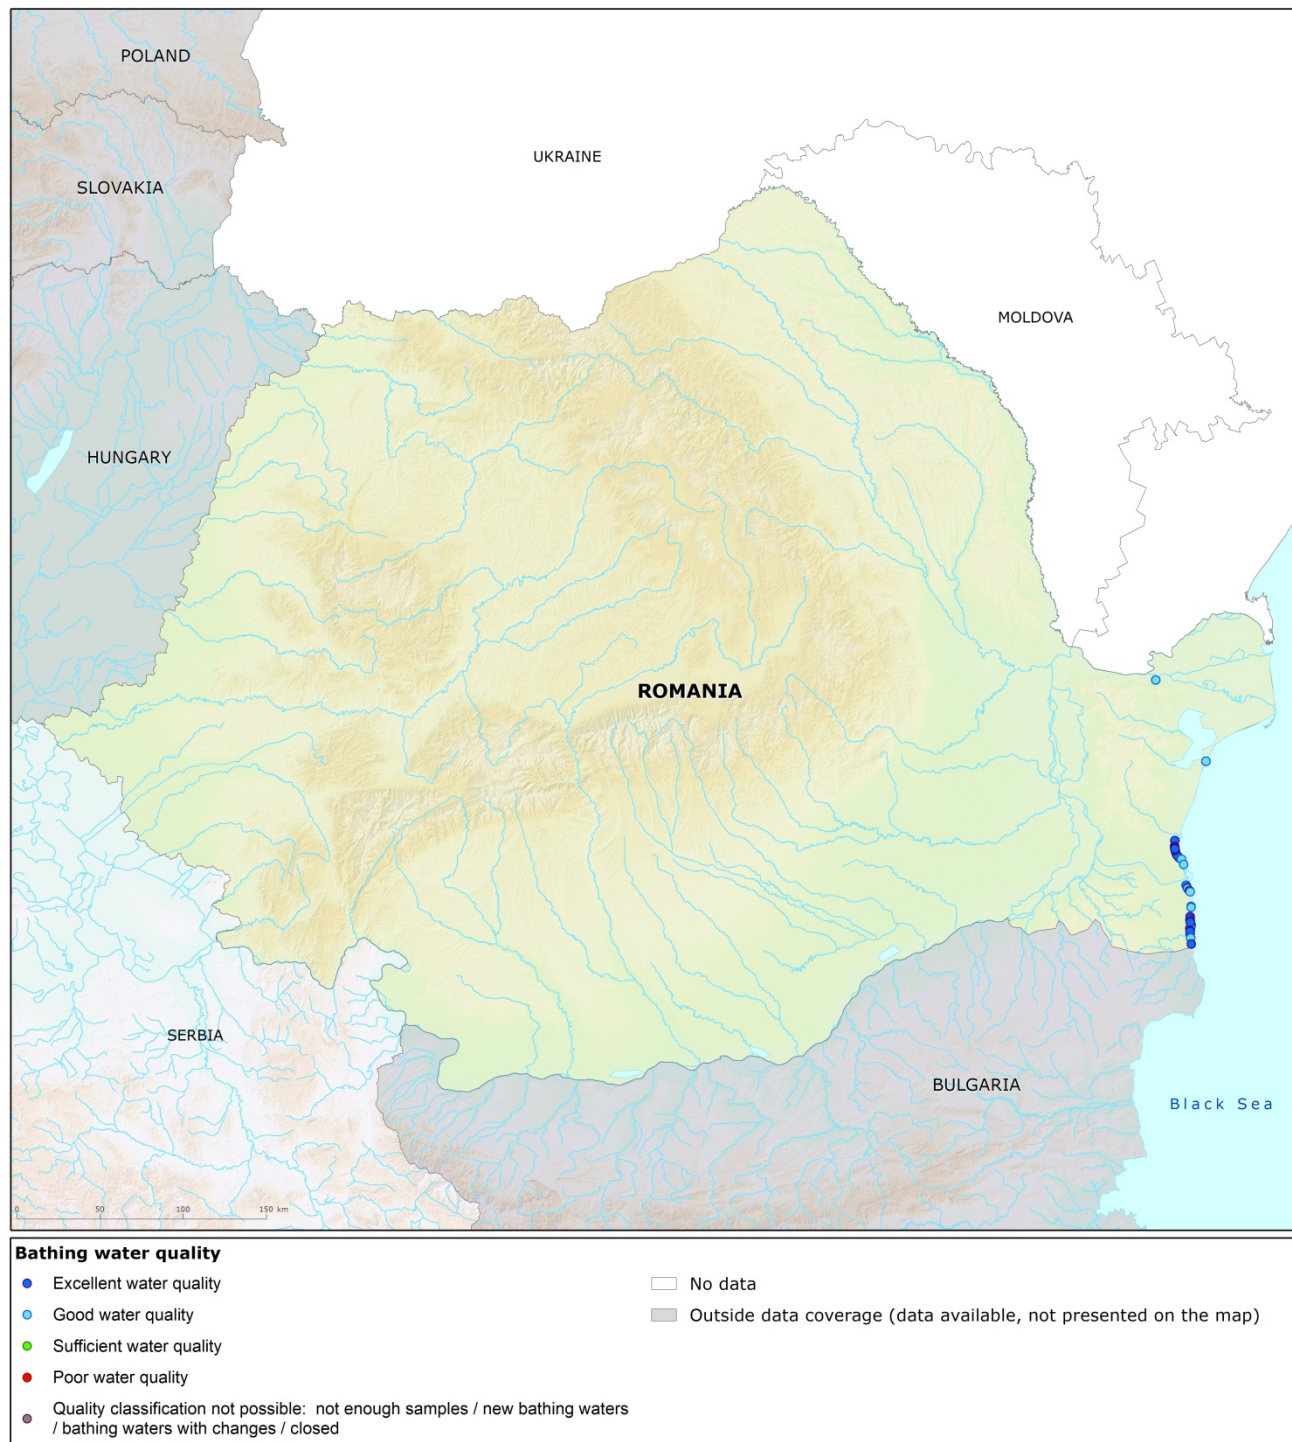 POLAND
UKRAINE
SLOVAKIA
MOLDOVA
HUNGARY
ROMANIA
SERBIA
BULGARIA
Black Sea
0 50 100 150 km
Bathing water quality
Excellent water quality
Good water quality
Sufficient water quality
Poor water quality
Quality classification not possible: not enough samples / new bathing waters
/ bathing waters with changes / closed
No data
Outside data coverage (data available, not presented on the map)